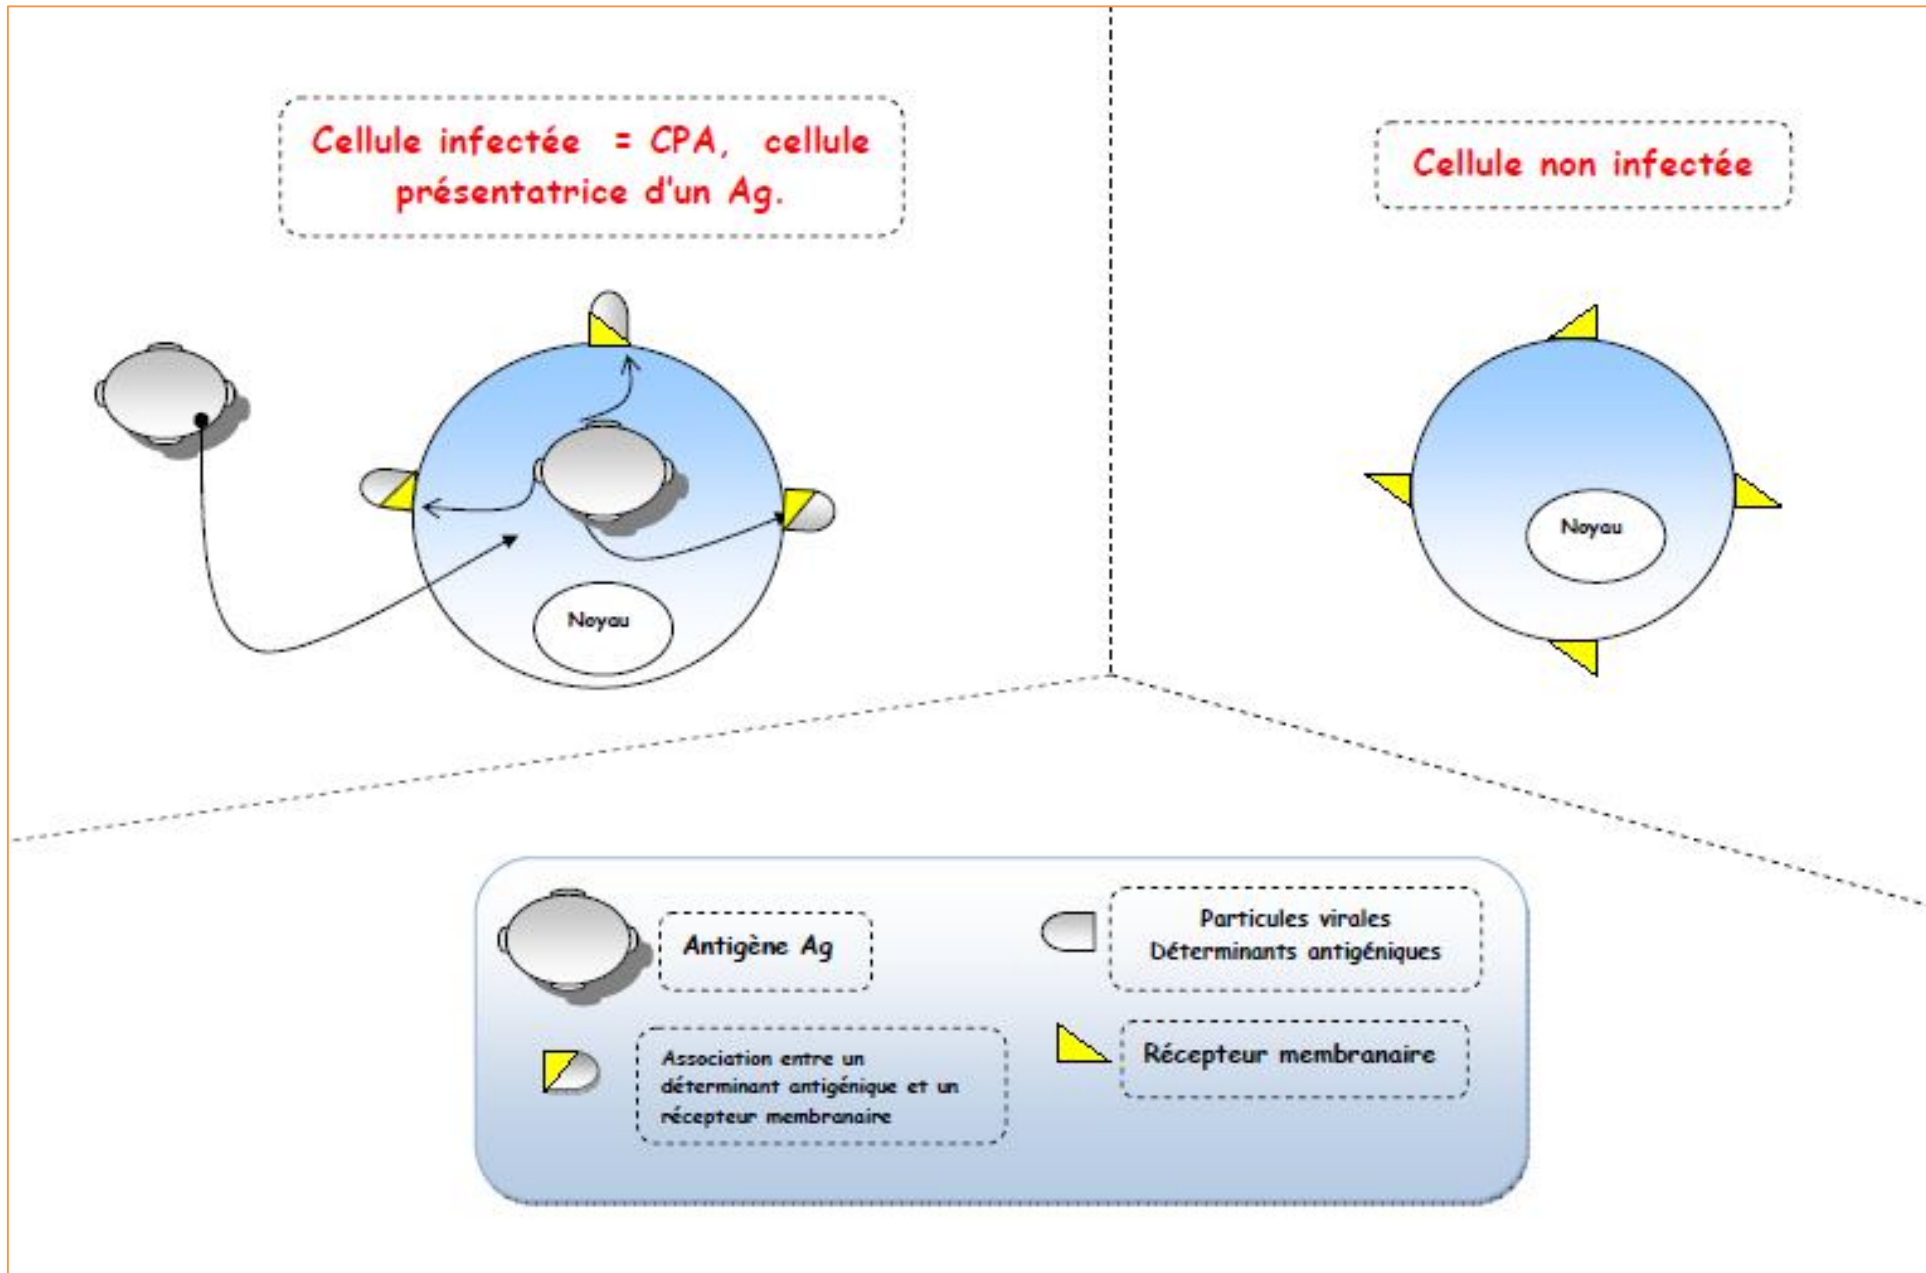 Cellule infectée = CPA, cellule
présentatrice d'un Ag.
Cellule non infectée
Noyau
Noyau
Antigène Ag
Particules virales
Déterminants antigéniques
Association entre un
déterminant antigénique et un
récepteur membranaire
Récepteur membranaire